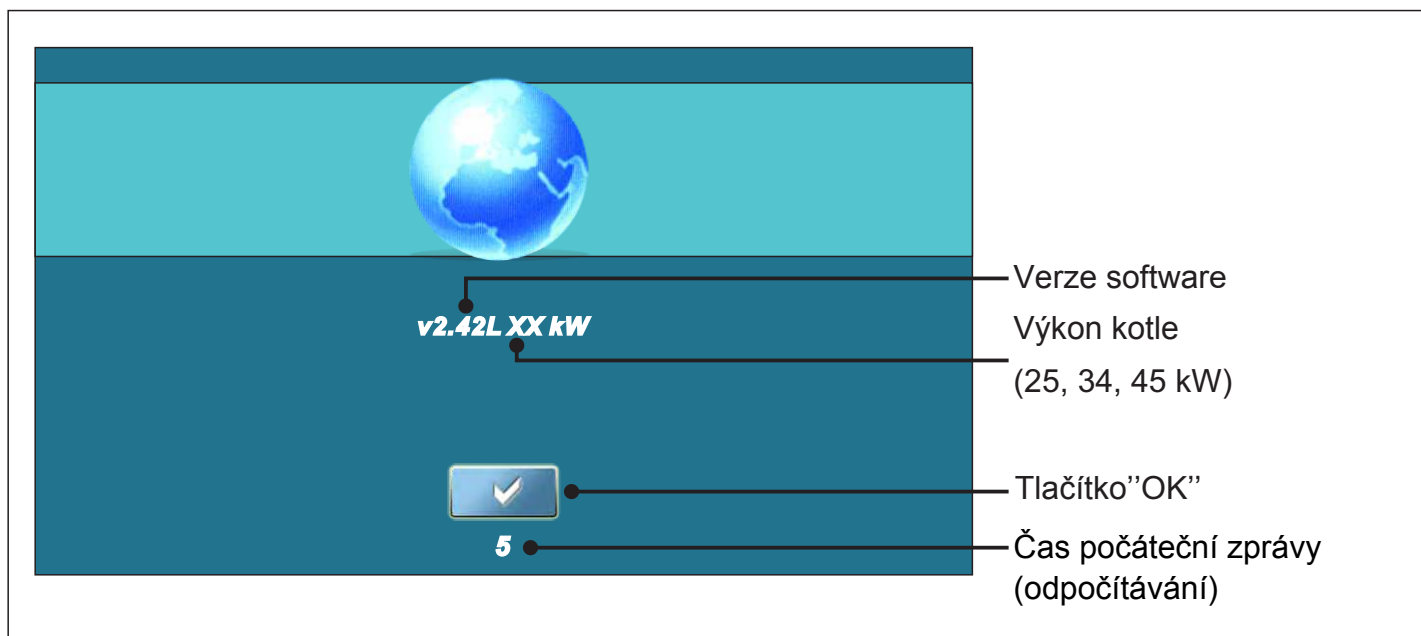 Verze software
v2.42L XX kW
Výkon kotle
(25, 34, 45 kW)
Tlačítko’’OK’’
5
Čas počáteční zprávy
(odpočítávání)